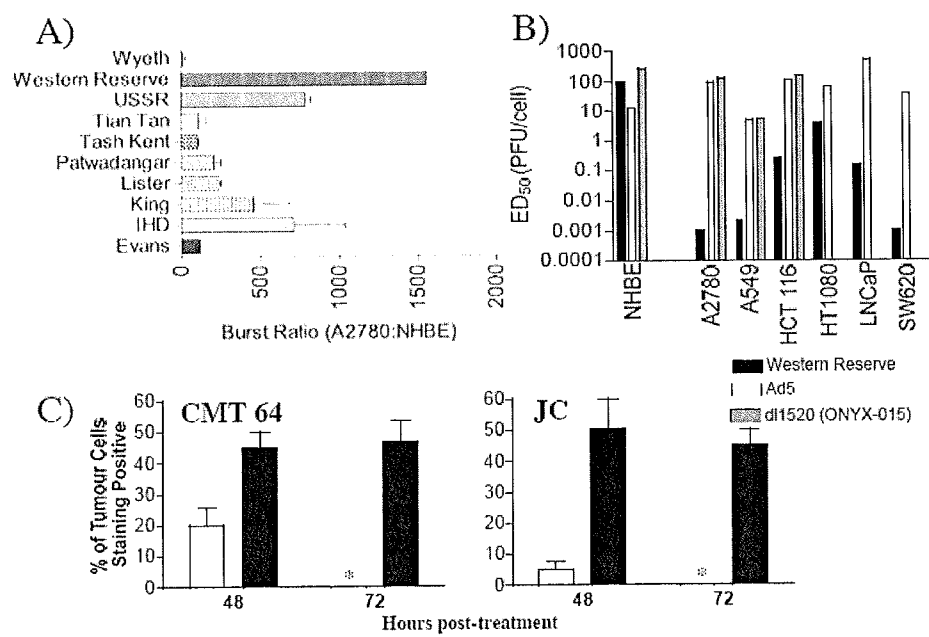 A)
Wyeth
Western Reserve
USSR
Tian Tan
Tash Kent
Patwadangar
Lister
King
IHD
Evans
0
500
1000
1500
2000
Burst Ratio (A2780:NHBE)
B)
ED50 (PFU/cell)
1000
100
10
1
0.1
0.01
0.001
0.0001
NHBE
A2780
A549
HCT 116
HT1080
LNCaP
SW620
Western Reserve
Ad5
dl1520 (ONYX-015)
C)
CMT 64
% of Tumour Cells
Staining Positive
60
50
40
30
20
10
0
*
48
72
JC
60
50
40
30
20
10
0
*
48
72
Hours post-treatment